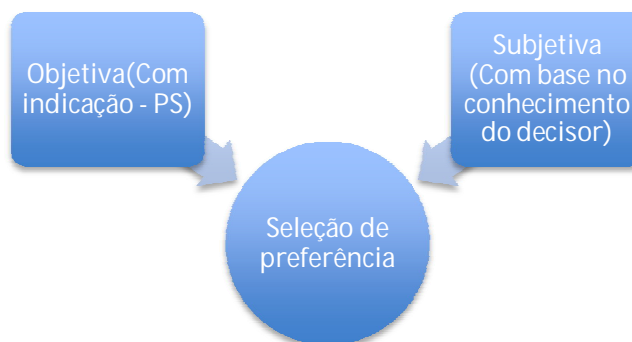 Objetiva(Com
indicação - PS)
Subjetiva
(Com base no
conhecimento
do decisor)
Seleção de
preferência